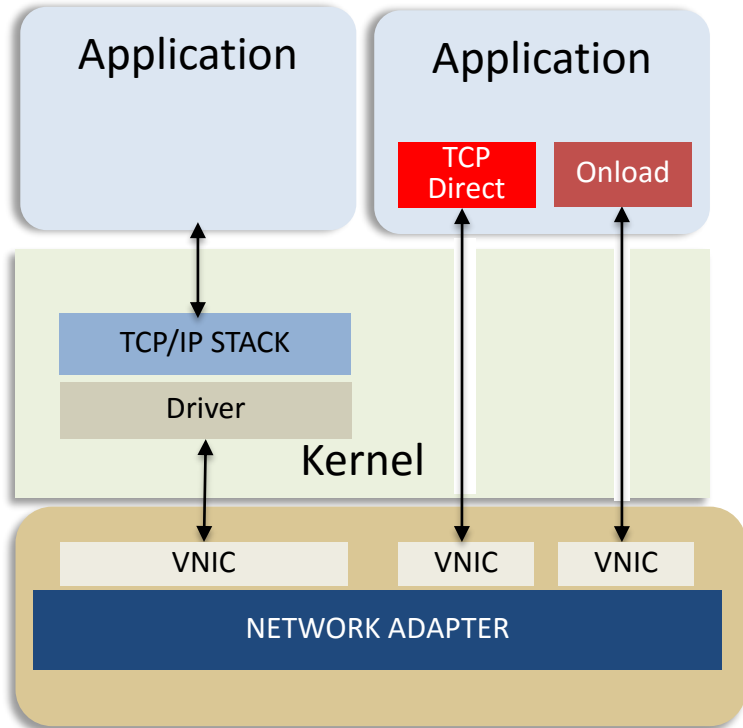 Application
Application
TCP
Direct
Onload
TCP/IP STACK
Driver
Kernel
VNIC
VNIC
VNIC
NETWORK ADAPTER